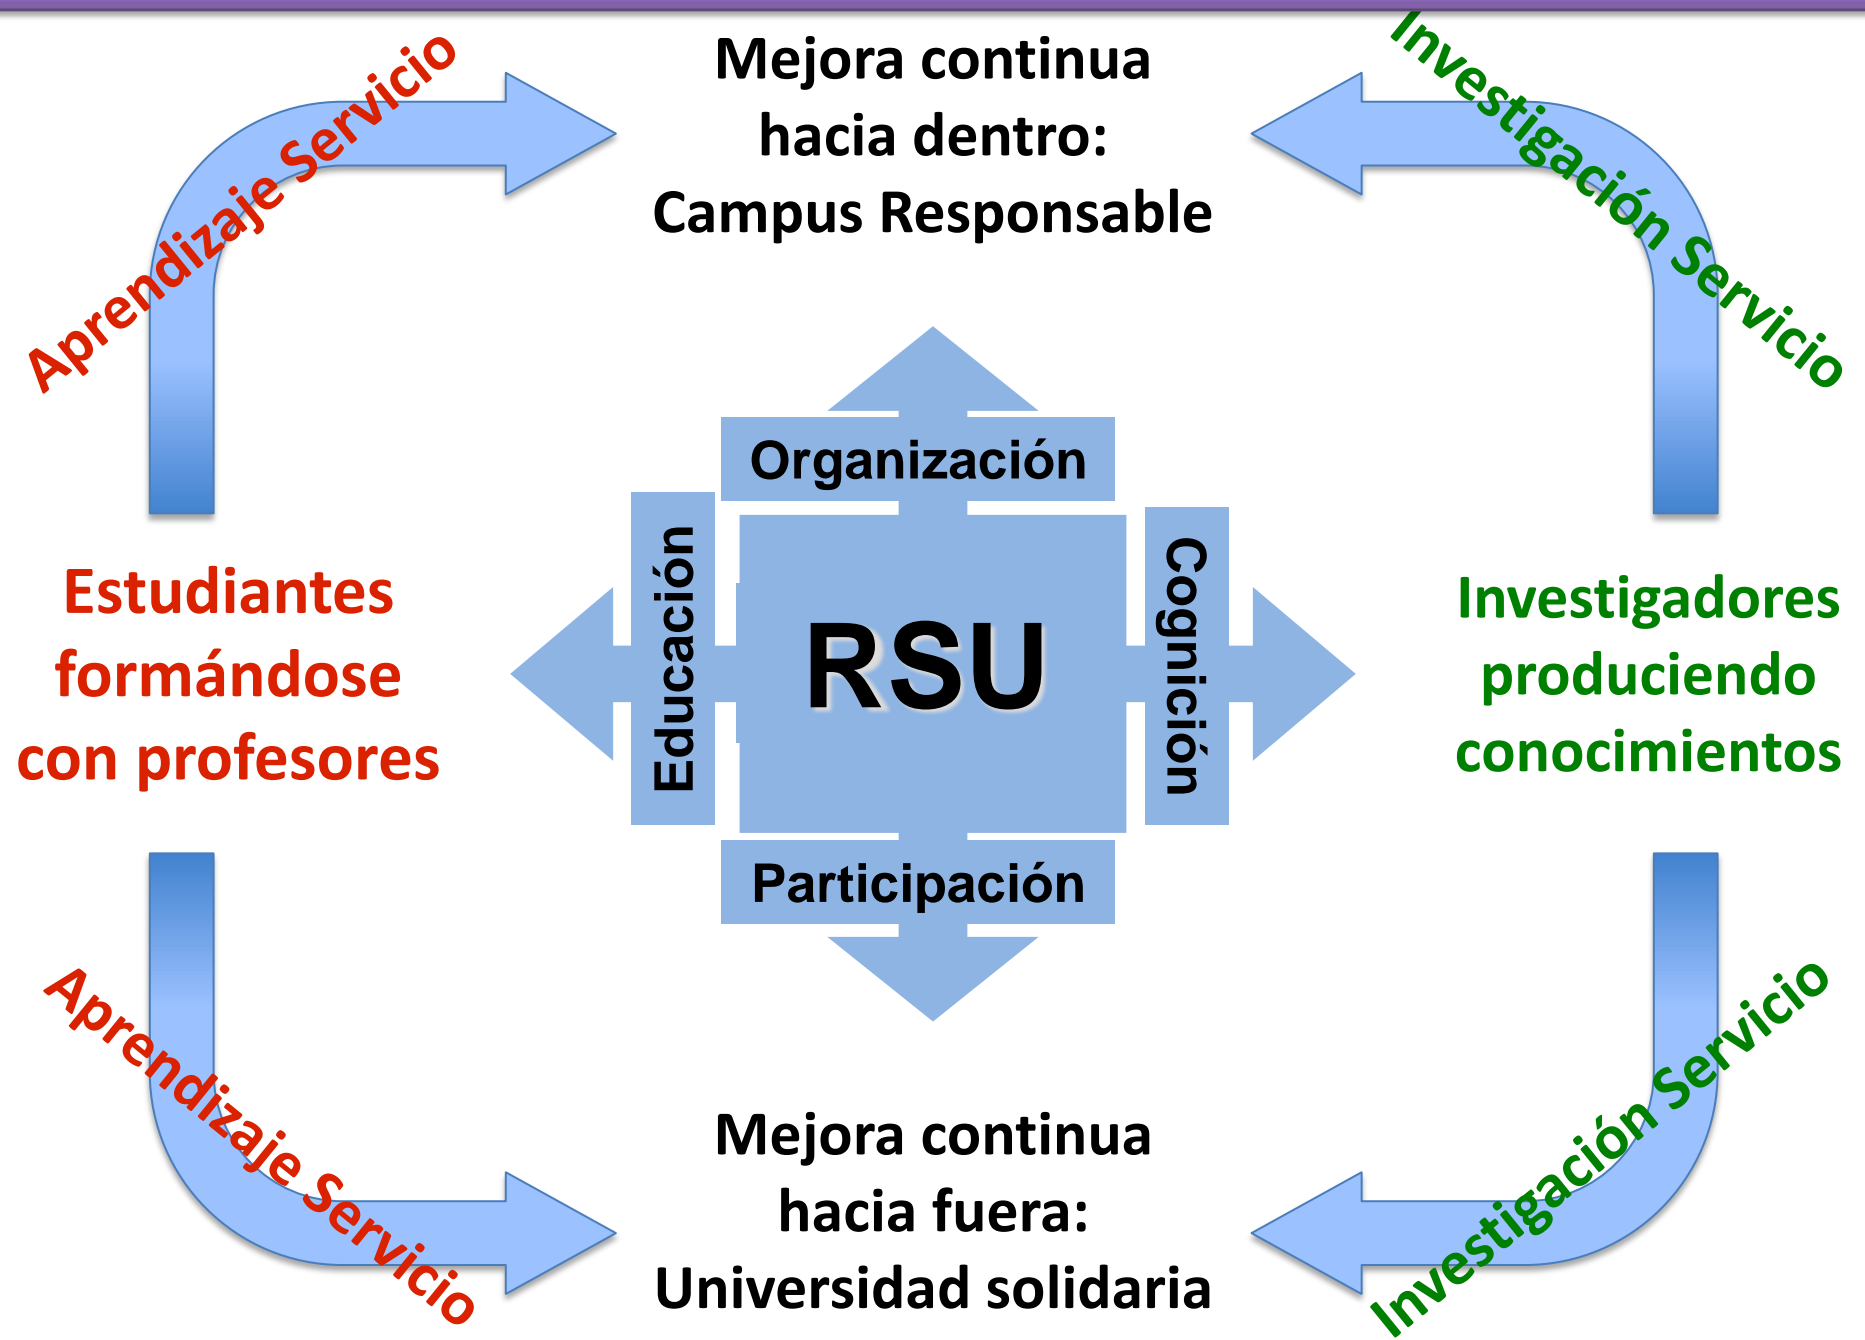 Mejora continua
hacia dentro:
Campus Responsable
Aprendizaje Servicio
Investigación Servicio
Organización
Educación
RSU
Cognición
Participación
Estudiantes
formándose
con profesores
Investigadores
produciendo
conocimientos
Aprendizaje Servicio
Investigación Servicio
Mejora continua
hacia fuera:
Universidad solidaria